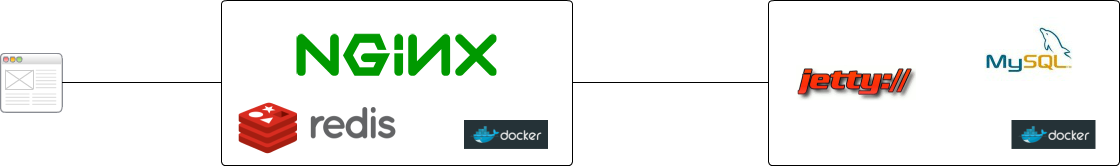 NGINX
redis
docker
jetty://
MySQL
docker